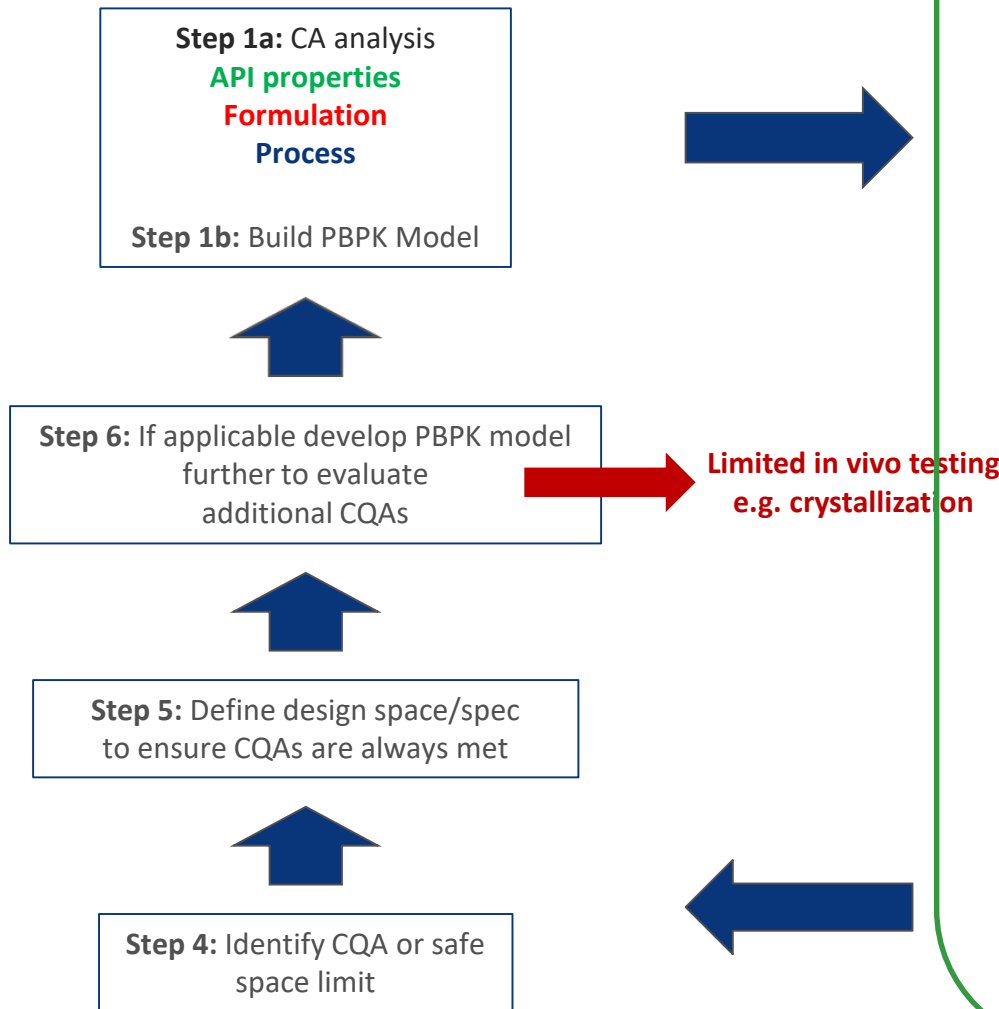 Step 1a: CA analysis
API properties
Formulation
Process
Step 1b: Build PBPK Model
Step 6: If applicable develop PBPK model
further to evaluate
additional CQAs
Limited in vivo testing
e.g. crystallization
Step 5: Define design space/spec
to ensure CQAs are always met
Step 4: Identify CQA or safe
space limit